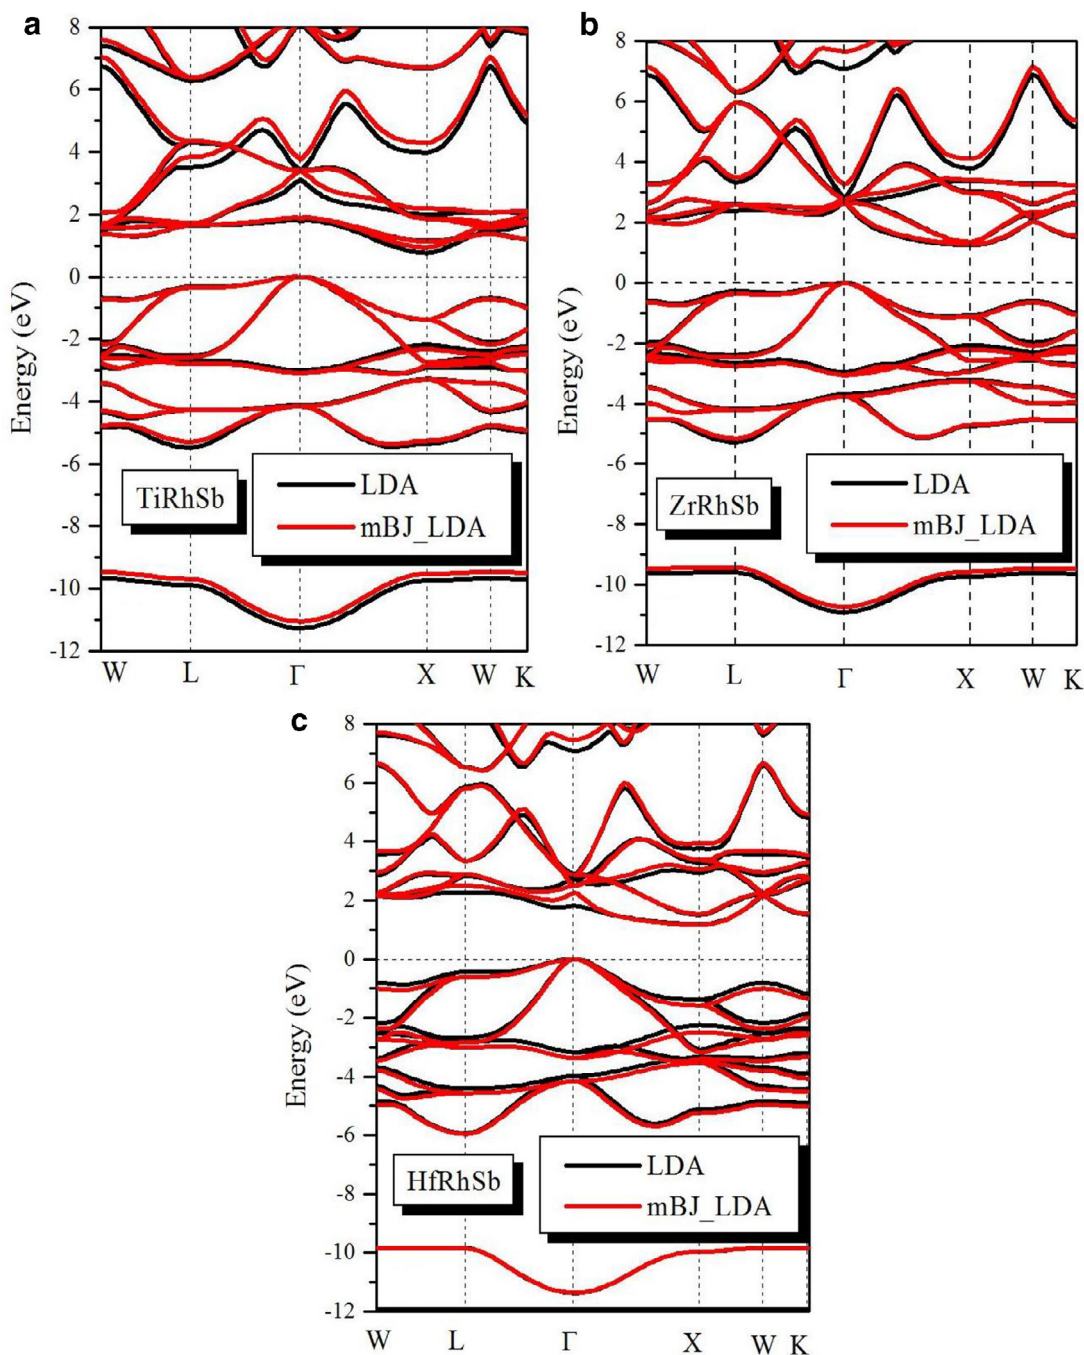 a
8
6
4
2
0
-2
-4
-6
-8
-10
-12
Energy (eV)
TiRhSb
LDA
mBJ_LDA
W L Γ X W K
b
8
6
4
2
0
-2
-4
-6
-8
-10
-12
Energy (eV)
ZrRhSb
LDA
mBJ_LDA
W L Γ X W K
c
8
6
4
2
0
-2
-4
-6
-8
-10
-12
Energy (eV)
HfRhSb
LDA
mBJ_LDA
W L Γ X W K